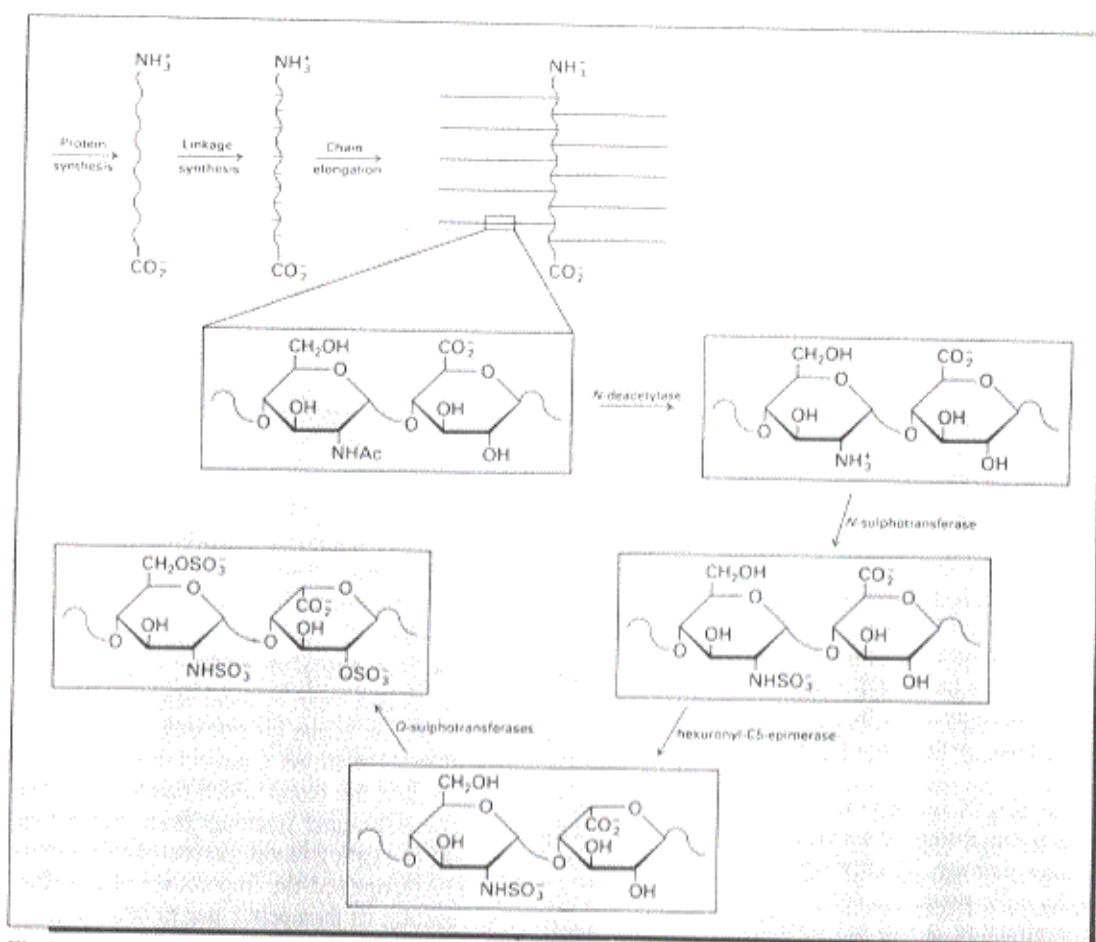 NH₃⁺
NH₃⁺
NH₃⁻
Protein
synthesis
Linkage
synthesis
Chain
elongation
CO₂⁻
CO₂⁻
CO₂⁻
CH₂OH
CO₂⁻
O
O
OH
OH
O
O
NHAc
OH
N-deacetylase
CH₂OH
CO₂⁻
O
O
OH
OH
O
O
NH₃⁺
OH
N-sulphotransferase
CH₂OH
CO₂⁻
O
O
OH
OH
O
O
NHSO₃⁻
OH
hexuronyl-C5-epimerase
CH₂OH
O
O
CO₂⁻
OH
OH
O
O
NHSO₃⁻
OH
O-sulphotransferases
CH₂OSO₃⁻
O
O
CO₂⁻
OH
OH
O
O
NHSO₃⁻
OSO₃⁻